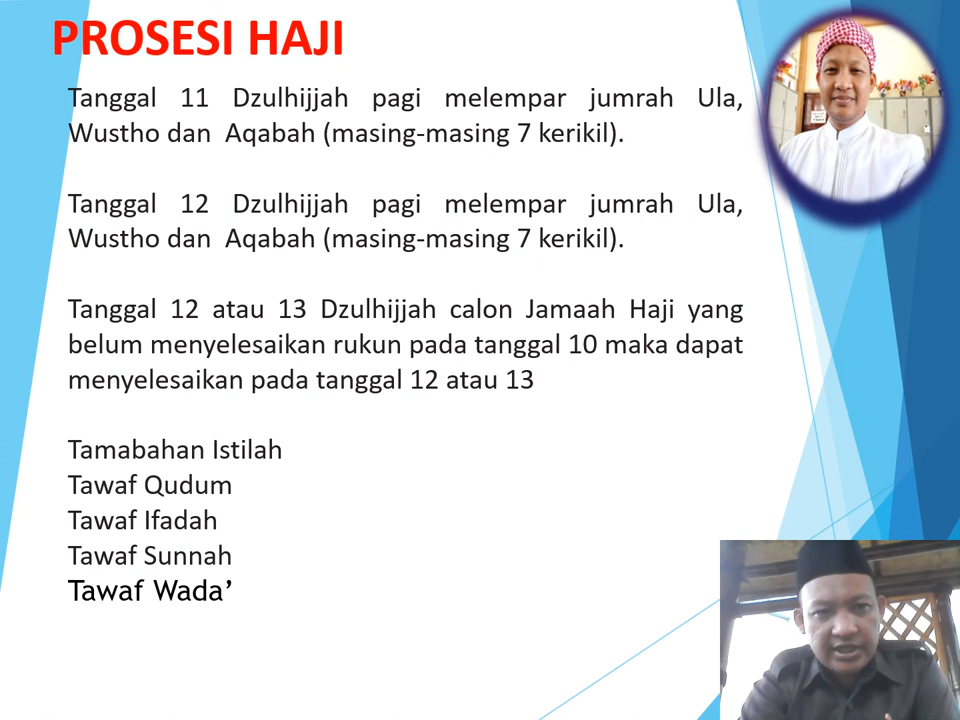 PROSESI HAJI
Tanggal 11 Dzulhijjah pagi melempar jumrah Ula,
Wustho dan Aqabah (masing-masing 7 kerikil).
Tanggal 12 Dzulhijjah pagi melempar jumrah Ula,
Wustho dan Aqabah (masing-masing 7 kerikil).
Tanggal 12 atau 13 Dzulhijjah calon Jamaah Haji yang
belum menyelesaikan rukun pada tanggal 10 maka dapat
menyelesaikan pada tanggal 12 atau 13
Tamabahan Istilah
Tawaf Qudum
Tawaf Ifadah
Tawaf Sunnah
Tawaf Wada’